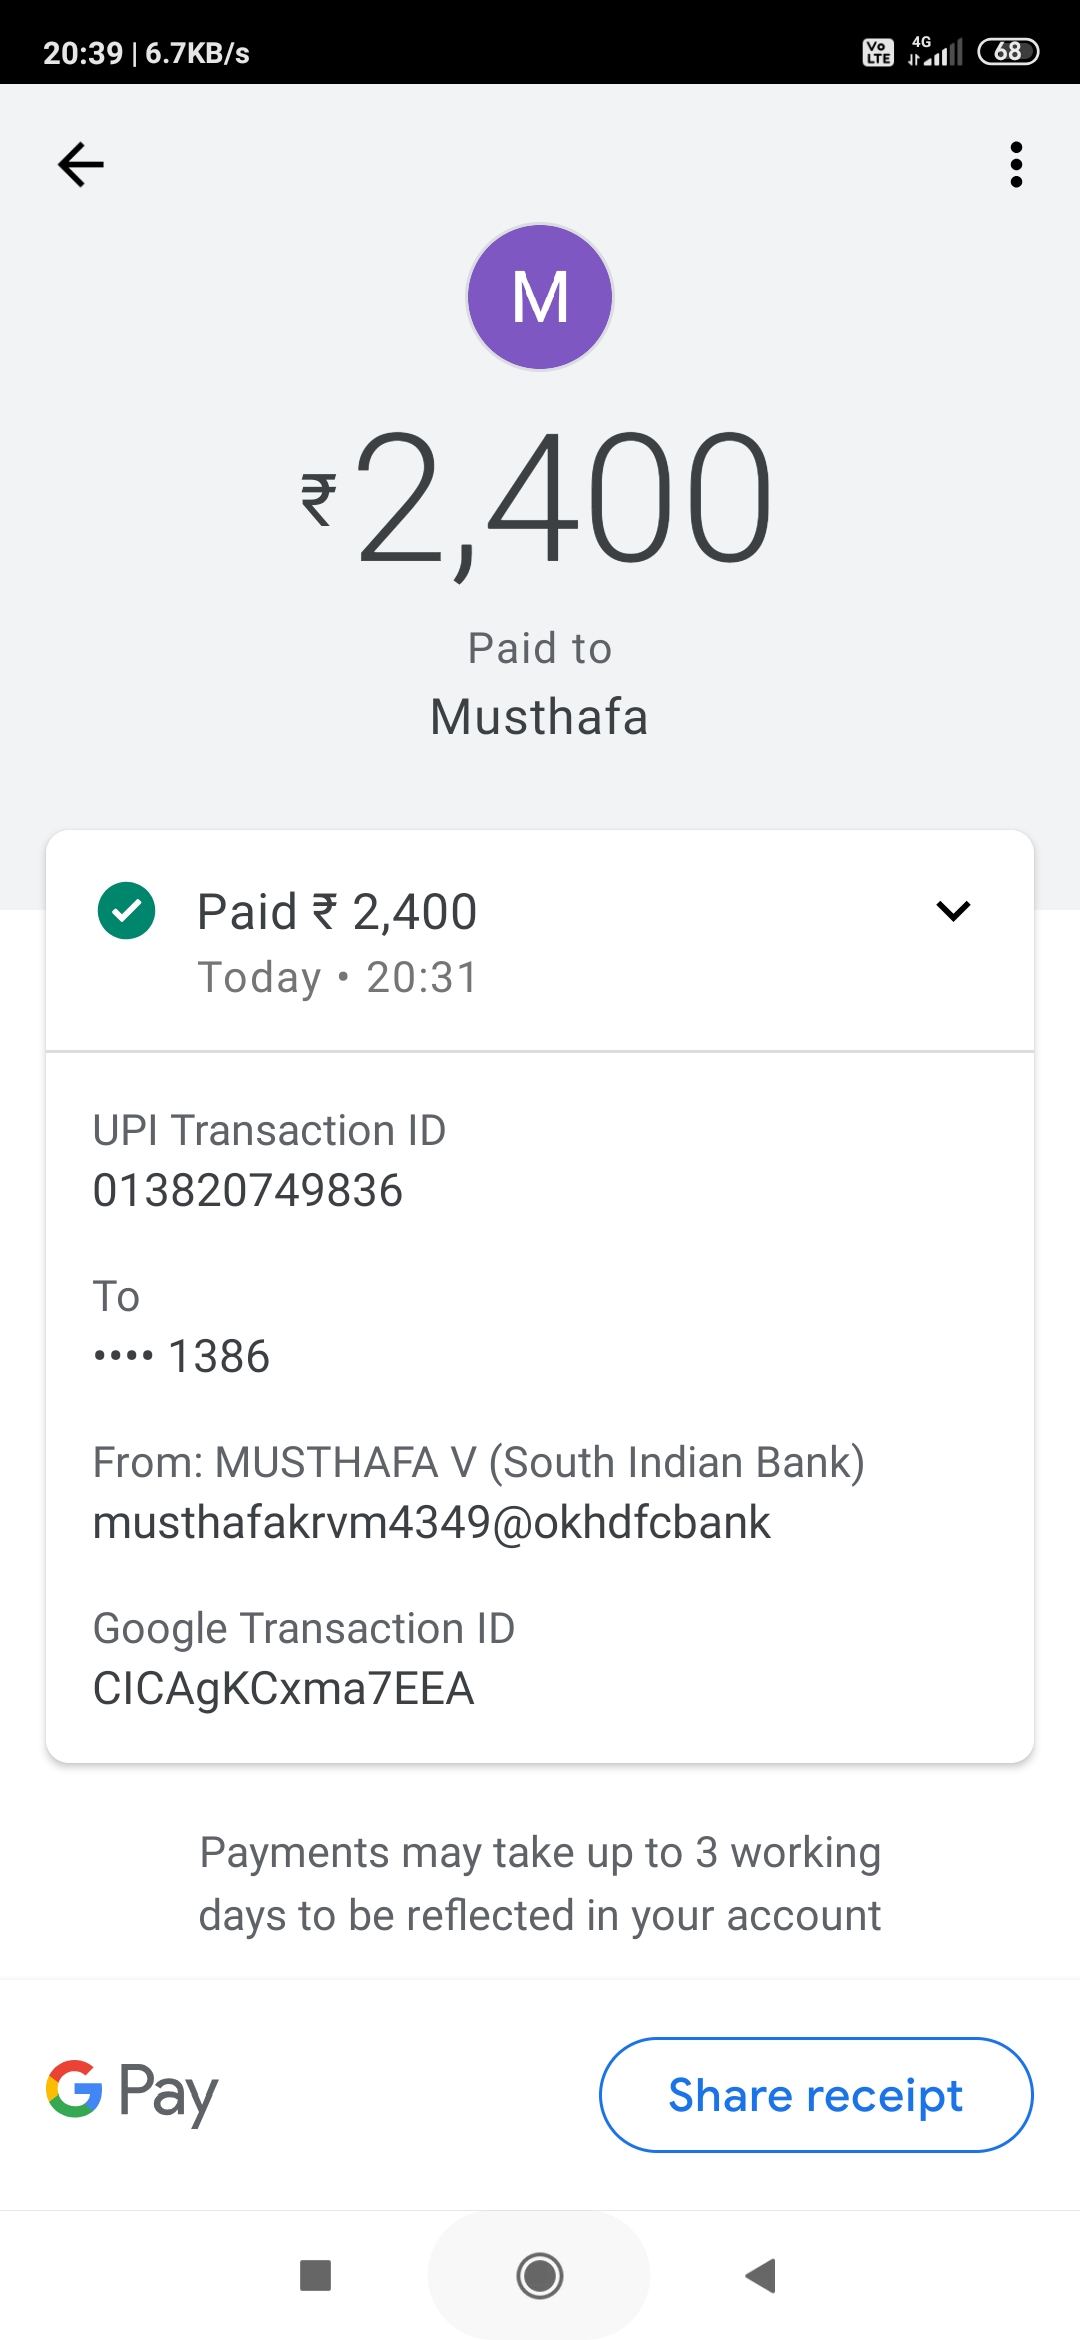 20:39 | 6.7KB/s Vo LTE 4G 68
M
₹2,400
Paid to
Musthafa
Paid ₹ 2,400
Today • 20:31
UPI Transaction ID
013820749836
To
•••• 1386
From: MUSTHAFA V (South Indian Bank)
musthafakrvm4349@okhdfcbank
Google Transaction ID
CICAgKCxma7EEA
Payments may take up to 3 working
days to be reflected in your account
G Pay
Share receipt